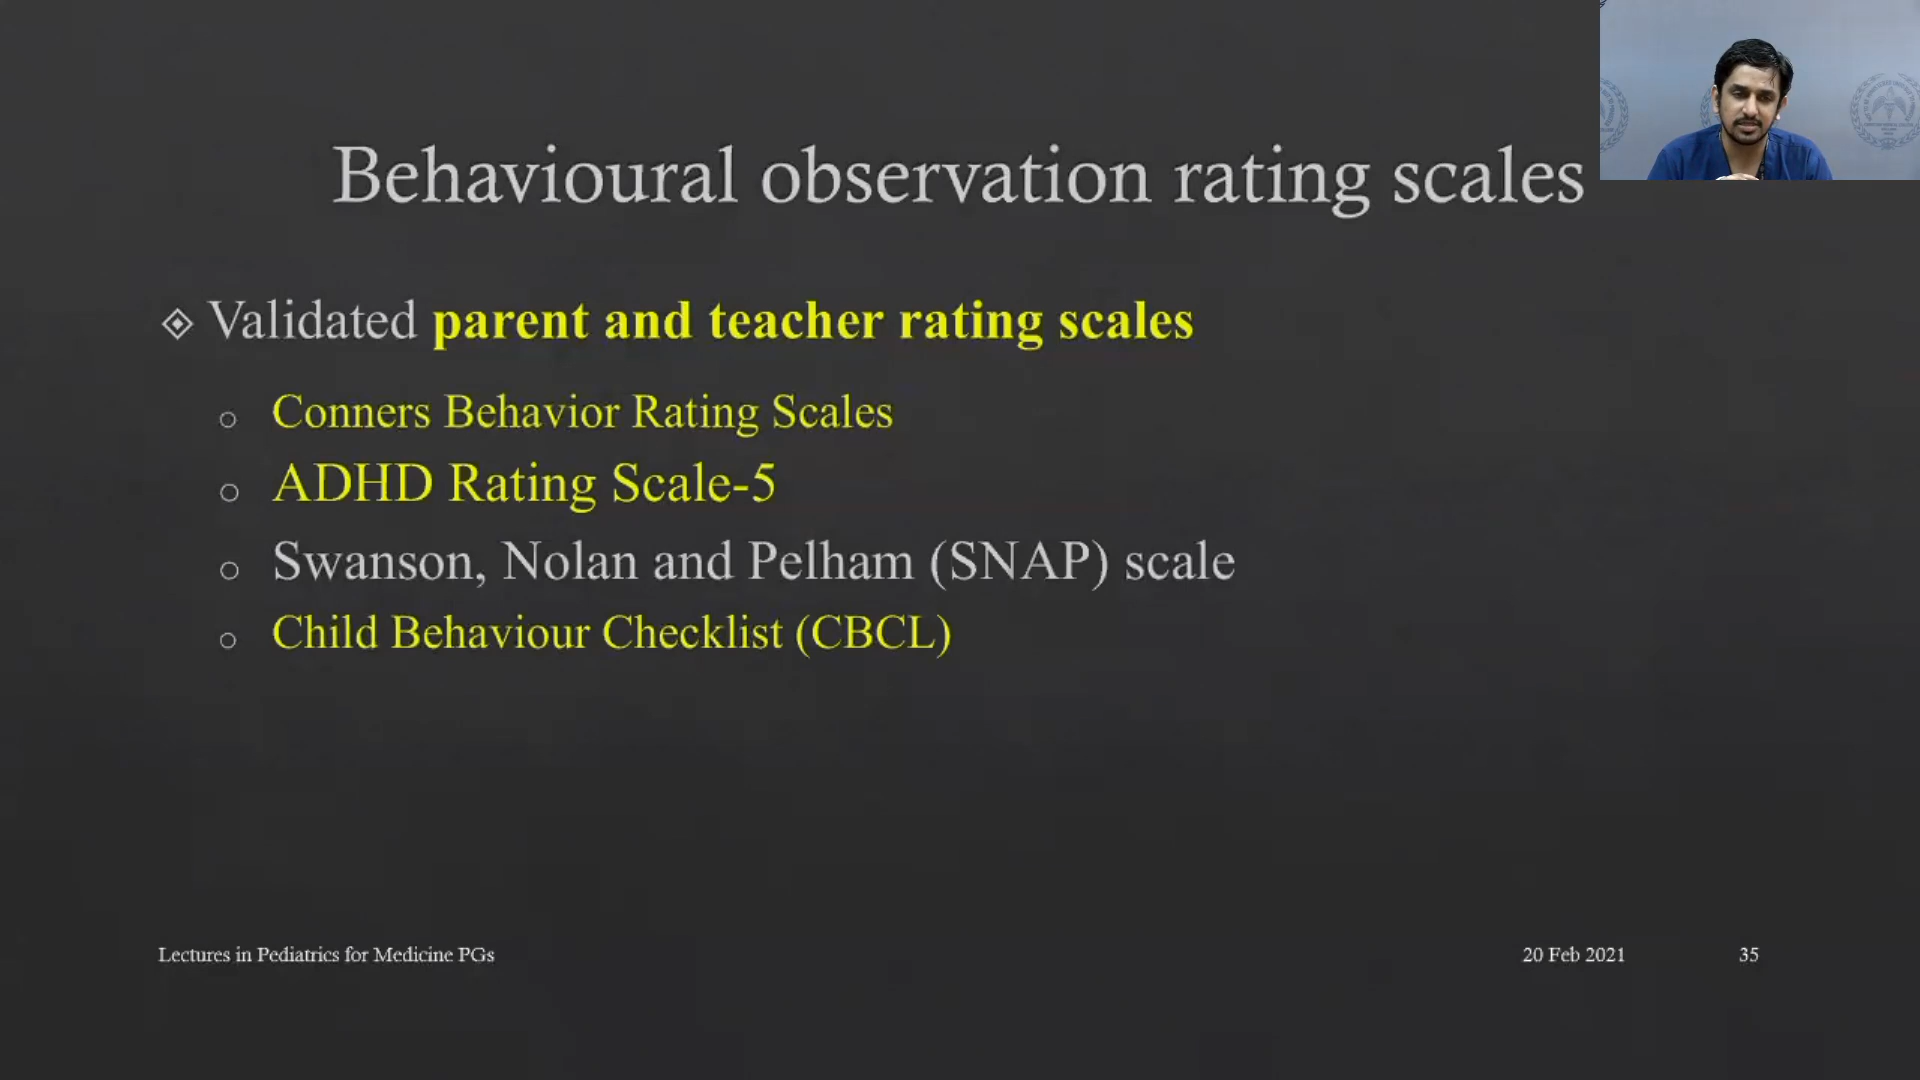 Behavioural observation rating scales
Validated parent and teacher rating scales
Conners Behavior Rating Scales
ADHD Rating Scale-5
Swanson, Nolan and Pelham (SNAP) scale
Child Behaviour Checklist (CBCL)
Lectures in Pediatrics for Medicine PGs
20 Feb 2021
35